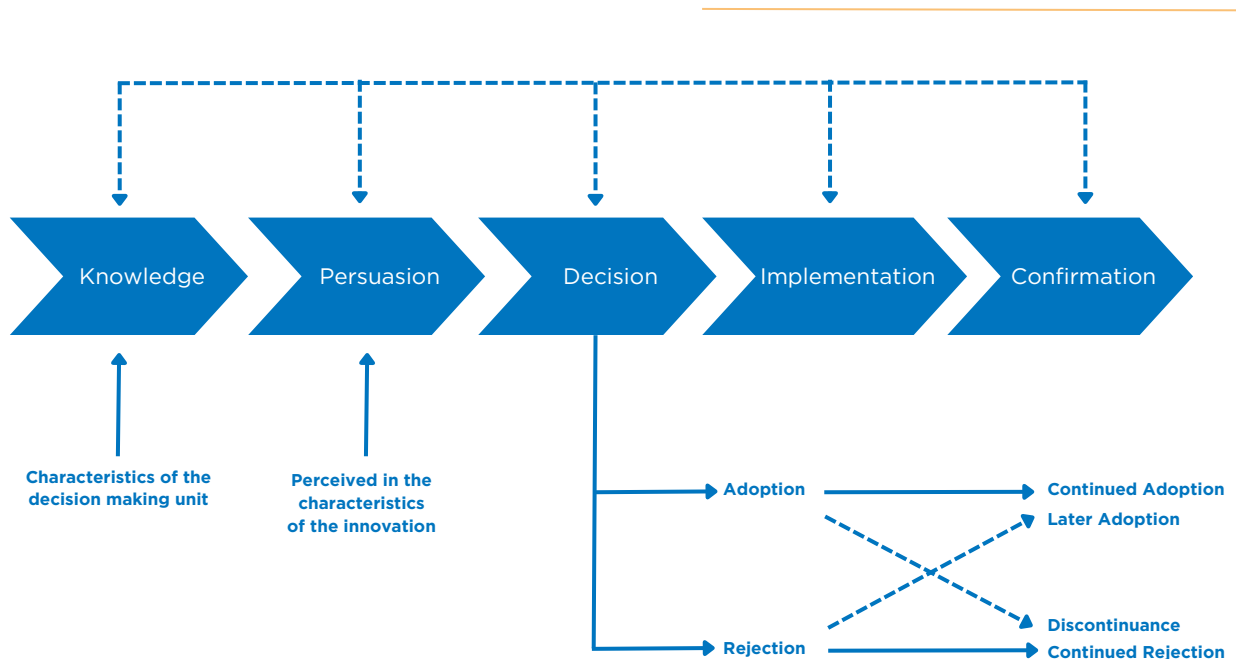 Knowledge
Persuasion
Decision
Implementation
Confirmation
Characteristics of the
decision making unit
Perceived in the
characteristics
of the innovation
Adoption
Continued Adoption
Later Adoption
Discontinuance
Rejection
Continued Rejection